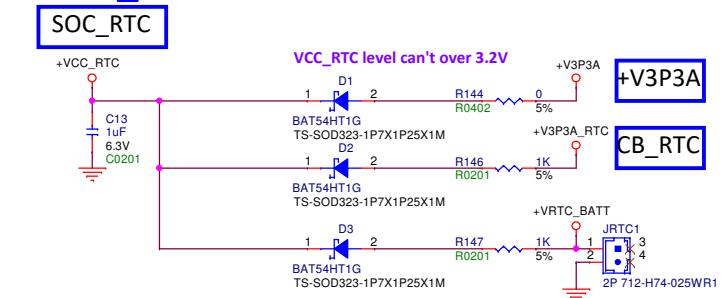 SOC_RTC
+VCC_RTC
VCC_RTC level can't over 3.2V
+V3P3A
+V3P3A
D1
1
2
R144
0
R0402
5%
BAT54HT1G
TS-SOD323-1P7X1P25X1M
C13
1uF
6.3V
C0201
+V3P3A_RTC
CB_RTC
D2
1
2
R146
1K
R0201
5%
BAT54HT1G
TS-SOD323-1P7X1P25X1M
+VRTC_BATT
JRTC1
D3
1
2
R147
1K
R0201
5%
1
2
3
4
BAT54HT1G
TS-SOD323-1P7X1P25X1M
2P 712-H74-025WR1